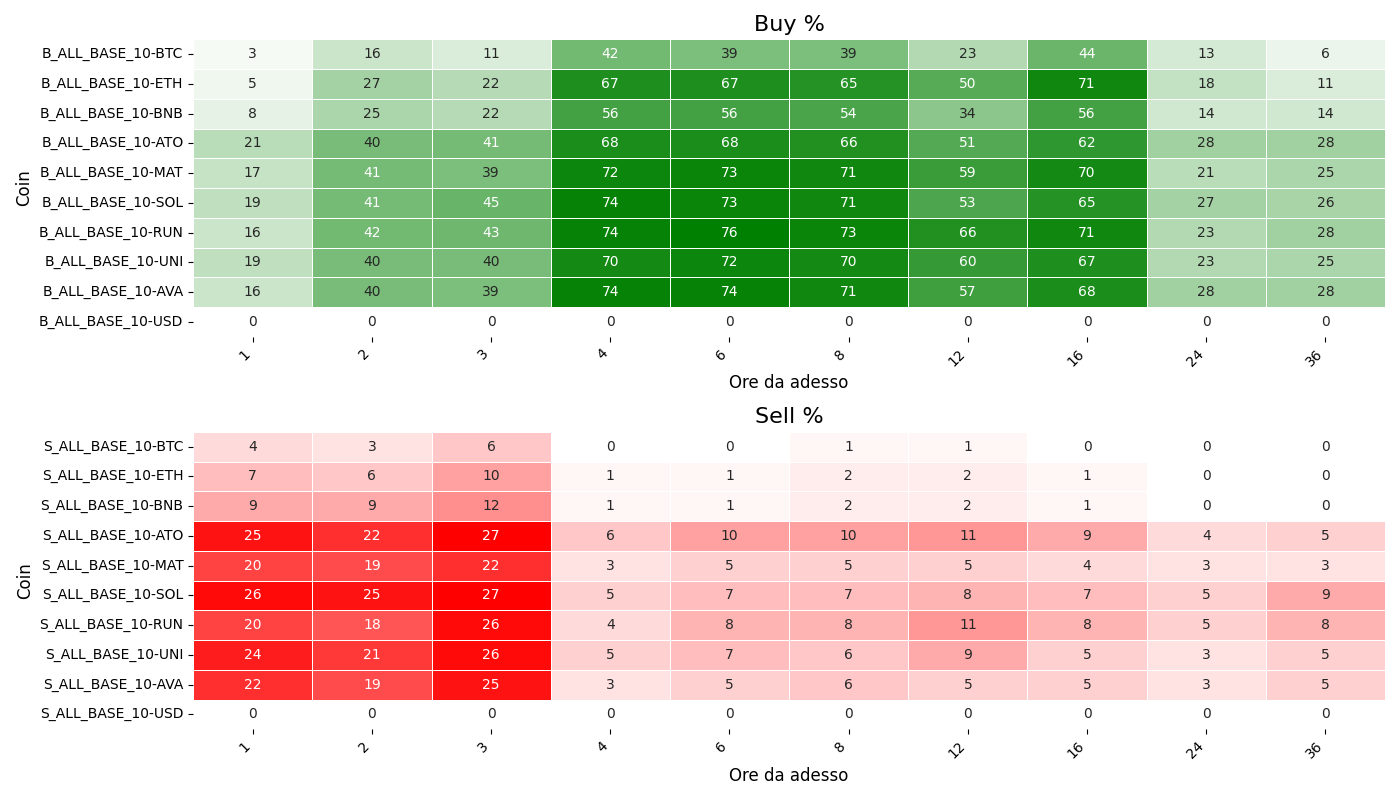 Buy %
B_ALL_BASE_10-BTC 3 16 11 42 39 39 23 44 13 6
B_ALL_BASE_10-ETH 5 27 22 67 67 65 50 71 18 11
B_ALL_BASE_10-BNB 8 25 22 56 56 54 34 56 14 14
B_ALL_BASE_10-ATO 21 40 41 68 68 66 51 62 28 28
B_ALL_BASE_10-MAT 17 41 39 72 73 71 59 70 21 25
B_ALL_BASE_10-SOL 19 41 45 74 73 71 53 65 27 26
B_ALL_BASE_10-RUN 16 42 43 74 76 73 66 71 23 28
B_ALL_BASE_10-UNI 19 40 40 70 72 70 60 67 23 25
B_ALL_BASE_10-AVA 16 40 39 74 74 71 57 68 28 28
B_ALL_BASE_10-USD 0 0 0 0 0 0 0 0 0 0
Coin
1 2 3 4 6 8 12 16 24 36
Ore da adesso
Sell %
S_ALL_BASE_10-BTC 4 3 6 0 0 1 1 0 0 0
S_ALL_BASE_10-ETH 7 6 10 1 1 2 2 1 0 0
S_ALL_BASE_10-BNB 9 9 12 1 1 2 2 1 0 0
S_ALL_BASE_10-ATO 25 22 27 6 10 10 11 9 4 5
S_ALL_BASE_10-MAT 20 19 22 3 5 5 5 4 3 3
S_ALL_BASE_10-SOL 26 25 27 5 7 7 8 7 5 9
S_ALL_BASE_10-RUN 20 18 26 4 8 8 11 8 5 8
S_ALL_BASE_10-UNI 24 21 26 5 7 6 9 5 3 5
S_ALL_BASE_10-AVA 22 19 25 3 5 6 5 5 3 5
S_ALL_BASE_10-USD 0 0 0 0 0 0 0 0 0 0
Coin
1 2 3 4 6 8 12 16 24 36
Ore da adesso